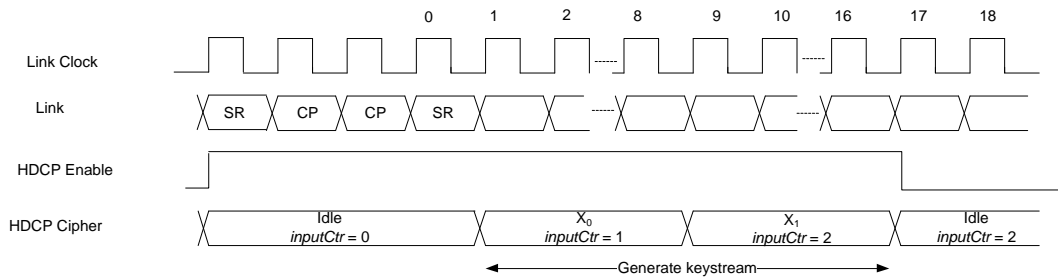 0 1 2 8 9 10 16 17 18
Link Clock
Link SR CP CP SR
HDCP Enable
HDCP Cipher Idle X₀ X₁ Idle
inputCtr = 0 inputCtr = 1 inputCtr = 2 inputCtr = 2
Generate keystream